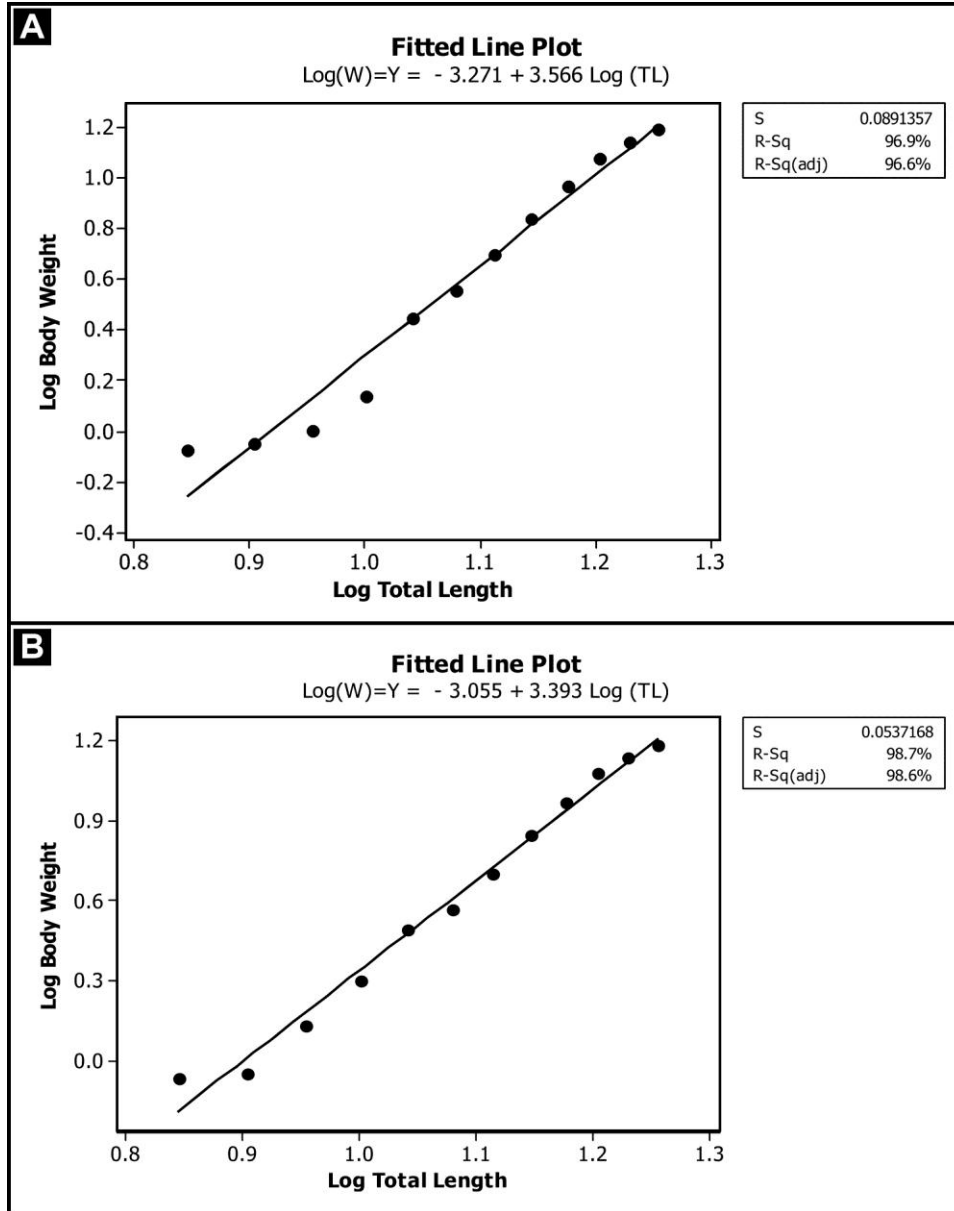 A
Fitted Line Plot
Log(W)=Y = - 3.271 + 3.566 Log (TL)
S 0.0891357
R-Sq 96.9%
R-Sq(adj) 96.6%
Log Body Weight
1.2
1.0
0.8
0.6
0.4
0.2
0.0
-0.2
-0.4
0.8 0.9 1.0 1.1 1.2 1.3
Log Total Length
B
Fitted Line Plot
Log(W)=Y = - 3.055 + 3.393 Log (TL)
S 0.0537168
R-Sq 98.7%
R-Sq(adj) 98.6%
Log Body Weight
1.2
0.9
0.6
0.3
0.0
0.8 0.9 1.0 1.1 1.2 1.3
Log Total Length